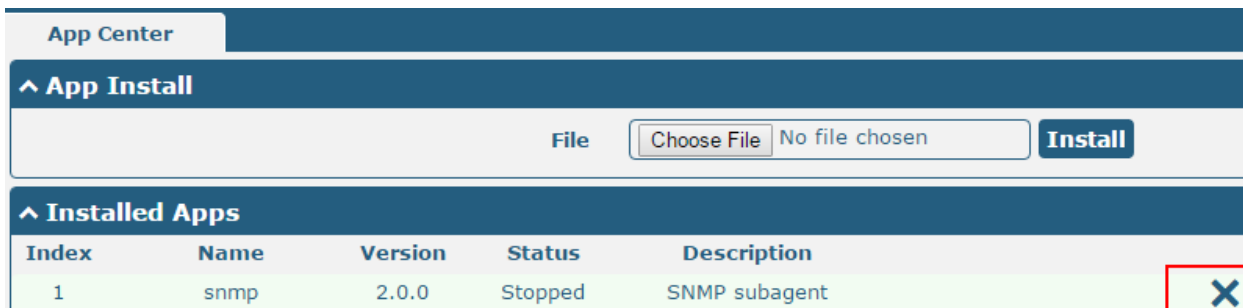 App Center
App Install
File Choose File No file chosen Install
Installed Apps
Index Name Version Status Description
1 snmp 2.0.0 Stopped SNMP subagent